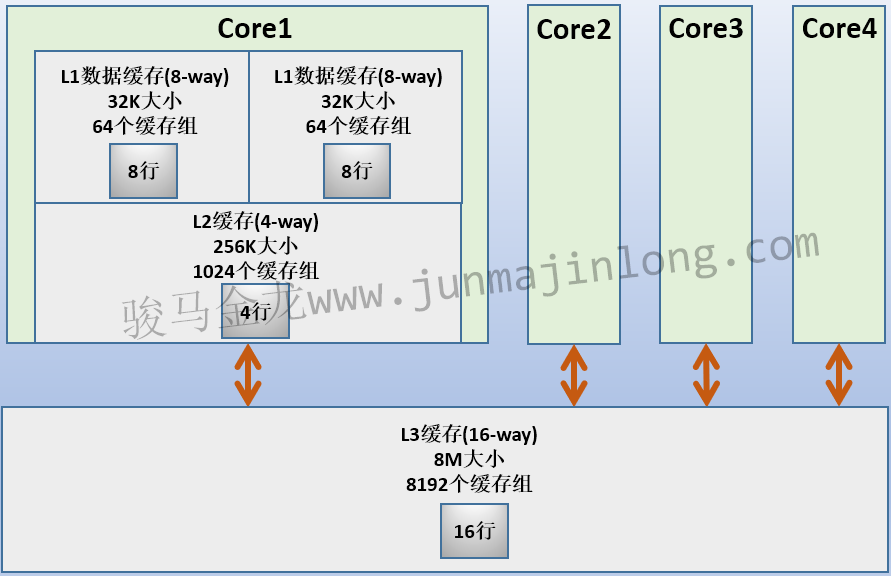 Core1
Core2
Core3
Core4
L1数据缓存(8-way)
32K大小
64个缓存组
8行
L1数据缓存(8-way)
32K大小
64个缓存组
8行
L2缓存(4-way)
256K大小
1024个缓存组
4行
骏马金龙www.junmajinlong.com
L3缓存(16-way)
8M大小
8192个缓存组
16行